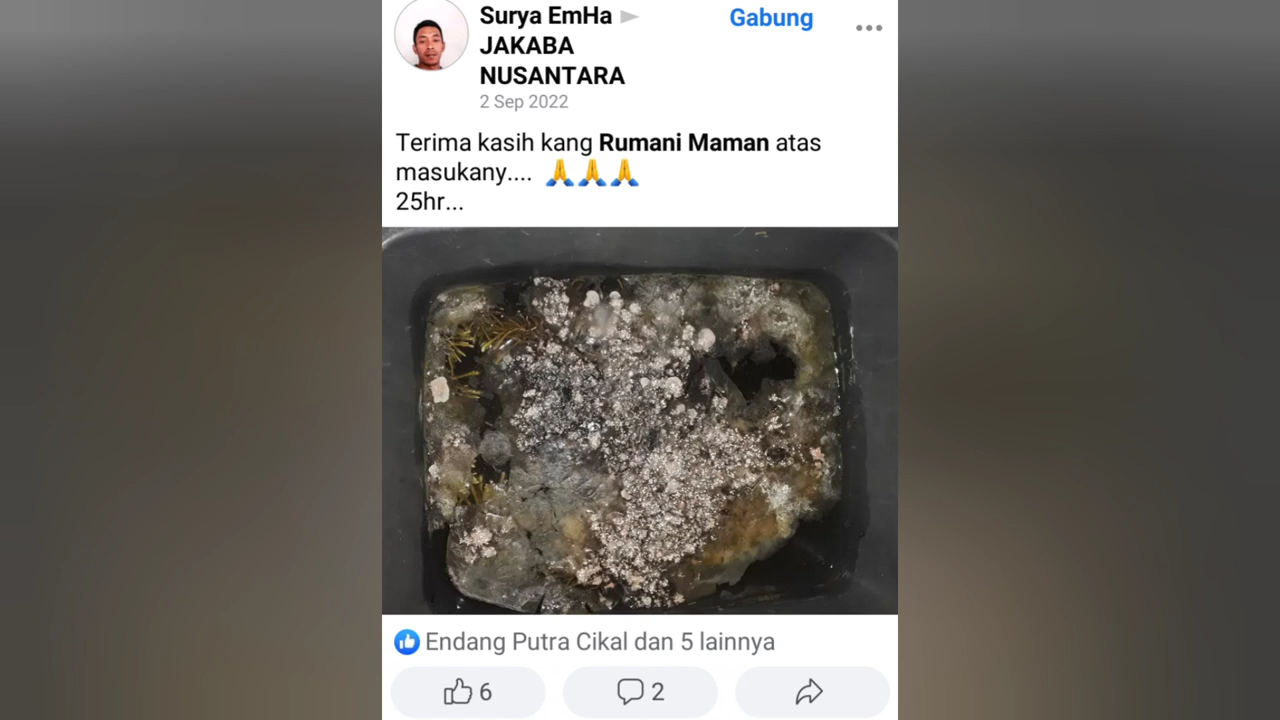 Surya EmHa
JAKABA
NUSANTARA
Gabung
2 Sep 2022
Terima kasih kang Rumani Maman atas
masukany.... 🙏🙏🙏
25hr...
Endang Putra Cikal dan 5 lainnya
6
2